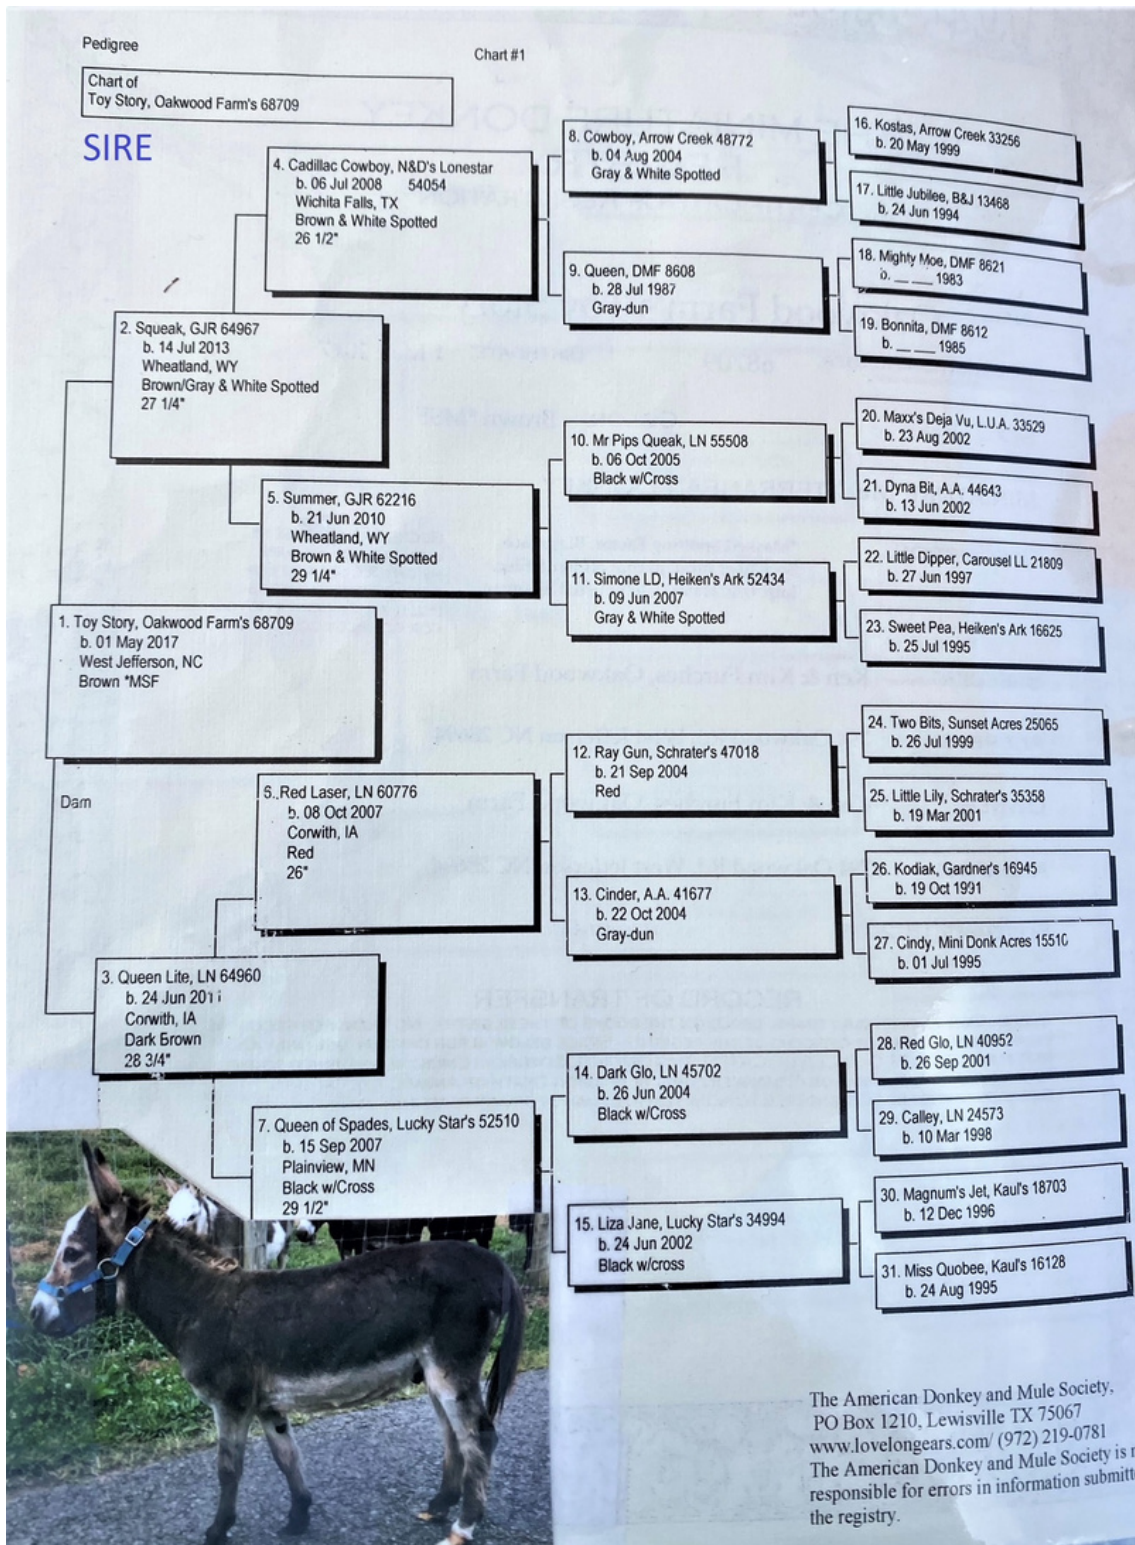 Pedigree
Chart #1
Chart of
Toy Story, Oakwood Farm's 68709
SIRE
4. Cadillac Cowboy, N&D's Lonestar
b. 06 Jul 2008 54054
Wichita Falls, TX
Brown & White Spotted
26 1/2"
8. Cowboy, Arrow Creek 48772
b. 04 Aug 2004
Gray & White Spotted
16. Kostas, Arrow Creek 33256
b. 20 May 1999
17. Little Jubilee, B&J 13468
b. 24 Jun 1994
9. Queen, DMF 8608
b. 28 Jul 1987
Gray-dun
18. Mighty Moe, DMF 8621
b. __ ___ 1983
19. Bonnita, DMF 8612
b. __ ___ 1985
2. Squeak, GJR 64967
b. 14 Jul 2013
Wheatland, WY
Brown/Gray & White Spotted
27 1/4"
5. Summer, GJR 62216
b. 21 Jun 2010
Wheatland, WY
Brown & White Spotted
29 1/4"
10. Mr Pips Queak, LN 55508
b. 06 Oct 2005
Black w/Cross
20. Maxx's Deja Vu, L.U.A. 33529
b. 23 Aug 2002
21. Dyna Bit, A.A. 44643
b. 13 Jun 2002
11. Simone LD, Heiken's Ark 52434
b. 09 Jun 2007
Gray & White Spotted
22. Little Dipper, Carousel LL 21809
b. 27 Jun 1997
23. Sweet Pea, Heiken's Ark 16625
b. 25 Jul 1995
1. Toy Story, Oakwood Farm's 68709
b. 01 May 2017
West Jefferson, NC
Brown *MSF
Dam
6. Red Laser, LN 60776
b. 08 Oct 2007
Corwith, IA
Red
26"
12. Ray Gun, Schrater's 47018
b. 21 Sep 2004
Red
24. Two Bits, Sunset Acres 25065
b. 26 Jul 1999
25. Little Lily, Schrater's 35358
b. 19 Mar 2001
13. Cinder, A.A. 41677
b. 22 Oct 2004
Gray-dun
26. Kodiak, Gardner's 16945
b. 19 Oct 1991
27. Cindy, Mini Donk Acres 15510
b. 01 Jul 1995
3. Queen Lite, LN 64960
b. 24 Jun
Corwith, IA
Dark Brown
28 3/4"
7. Queen of Spades, Lucky Star's 52510
b. 15 Sep 2007
Plainview, MN
Black w/Cross
29 1/2"
14. Dark Glo, LN 45702
b. 26 Jun 2004
Black w/Cross
28. Red Glo, LN 40952
b. 26 Sep 2001
29. Calley, LN 24573
b. 10 Mar 1998
15. Liza Jane, Lucky Star's 34994
b. 24 Jun 2002
Black w/cross
30. Magnum's Jet, Kaul's 18703
b. 12 Dec 1996
31. Miss Quobee, Kaul's 16128
b. 24 Aug 1995
The American Donkey and Mule Society,
PO Box 1210, Lewisville TX 75067
www.lovelongears.com/ (972) 219-0781
The American Donkey and Mule Society is
responsible for errors in information
the registry.